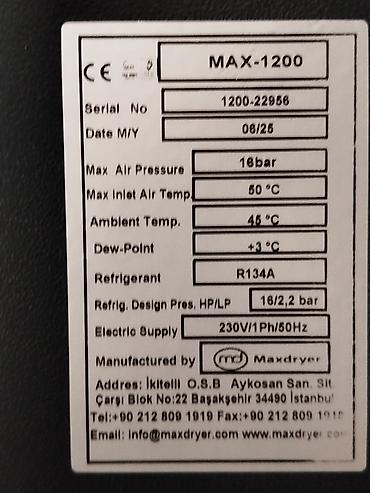 CE MAX-1200
Serial No 1200-22956
Date M/Y 06/25
Max Air Pressure 16bar
Max Inlet Air Temp. 50 °C
Ambient Temp. 45 °C
Dew-Point +3 °C
Refrigerant R134A
Refrig. Design Pres. HP/LP 16/2,2 bar
Electric Supply 230V/1Ph/50Hz
Manufactured by md Maxdryer
Addres: İkitelli O.S.B Aykosan San. Sit.
Çarşı Blok No:22 Başakşehir 34490 İstanbul
Tel:+90 212 809 1919 Fax:+90 212 809 1918
Email: info@maxdryer.com www.maxdryer.com